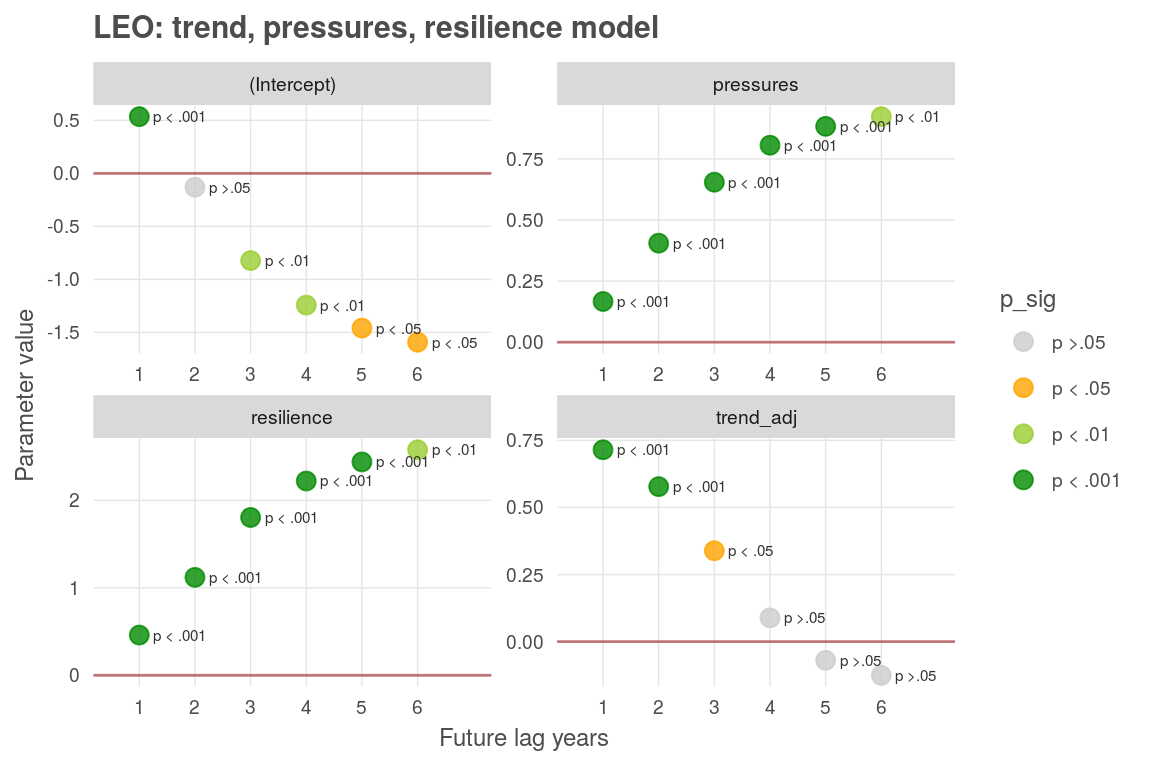 LEO: trend, pressures, resilience model
(Intercept)
0.5
0.0
-0.5
-1.0
-1.5
p < .001
p >.05
p < .01
p < .01
p < .05
p < .05
1 2 3 4 5 6
pressures
0.75
0.50
0.25
0.00
p < .001
p < .001
p < .001
p < .001
p < .001
p < .01
1 2 3 4 5 6
resilience
2
1
0
p < .001
p < .001
p < .001
p < .001
p < .001
p < .01
1 2 3 4 5 6
trend_adj
0.75
0.50
0.25
0.00
p < .001
p < .001
p < .05
p >.05
p >.05
p >.05
1 2 3 4 5 6
Parameter value
Future lag years
p_sig
p >.05
p < .05
p < .01
p < .001